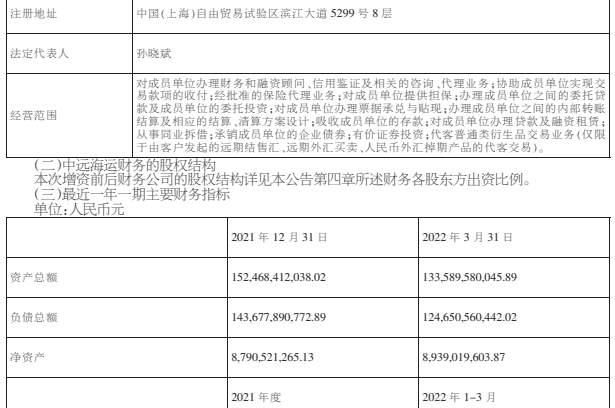 注册地址 中国(上海)自由贸易试验区滨江大道 5299 号 8 层
法定代表人 孙晓斌
经营范围
对成员单位办理财务和融资顾问、信用鉴证及相关的咨询、代理业务;协助成员单位实现交
易款项的收付;经批准的保险代理业务;对成员单位提供担保;办理成员单位之间的委托贷
款及成员单位的委托投资;对成员单位办理票据承兑与贴现;办理成员单位之间的内部转账
结算及相应的结算、清算方案设计;吸收成员单位的存款;对成员单位办理贷款及融资租赁;
从事同业拆借;承销成员单位的企业债券;有价证券投资;代客普通类衍生品交易业务(仅限
于由客户发起的远期结售汇、远期外汇买卖、人民币外汇掉期产品的代客交易)。
(二)中远海运财务的股权结构
本次增资前后财务公司的股权结构详见本公告第四章所述财务各股东方出资比例。
(三)最近一年一期主要财务指标
单位:人民币元
2021 年 12 月 31 日 2022 年 3 月 31 日
资产总额 152,468,412,038.02 133,589,580,045.89
负债总额 143,677,890,772.89 124,650,560,442.02
净资产 8,790,521,265.13 8,939,019,603.87
2021 年度 2022 年 1-3 月